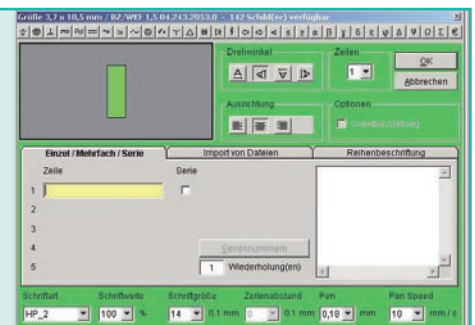 Größe 3,7 x 10,5 mm / BZ/WEF 1,5 04.243.2053.0 - 142 Schild(er) verfügbar
α β γ δ ε φ Δ Ψ Ω Σ €
Drehwinkel
Zeilen
1
OK
Abbrechen
Ausrichtung
Optionen
Einzel / Mehrfach / Serie
Import von Dateien
Reihenbeschriftung
Zeile
Serie
1
2
3
4
5
Seriennummern
1 Wiederholung(en)
Schriftart
Schriftweite
Schriftgröße
Zeilenabstand
Pen
Pen Speed
HP_2
100 %
14 0.1 mm
0 0.1 mm
0,18 mm
10 mm / s